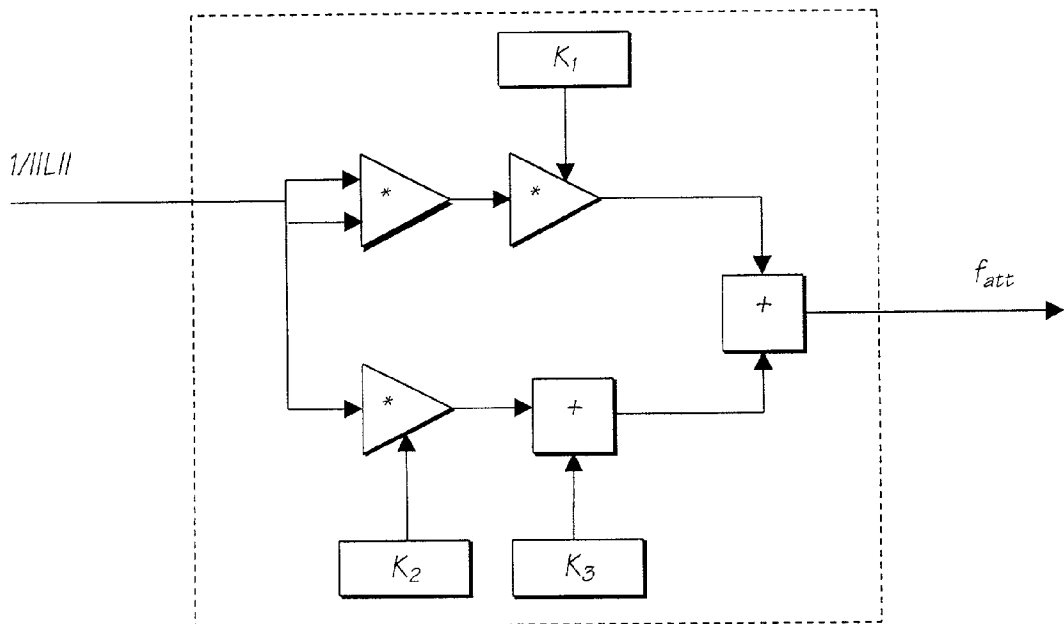 K₁
1/||L||
*
*
f_att
+
*
+
K₂
K₃